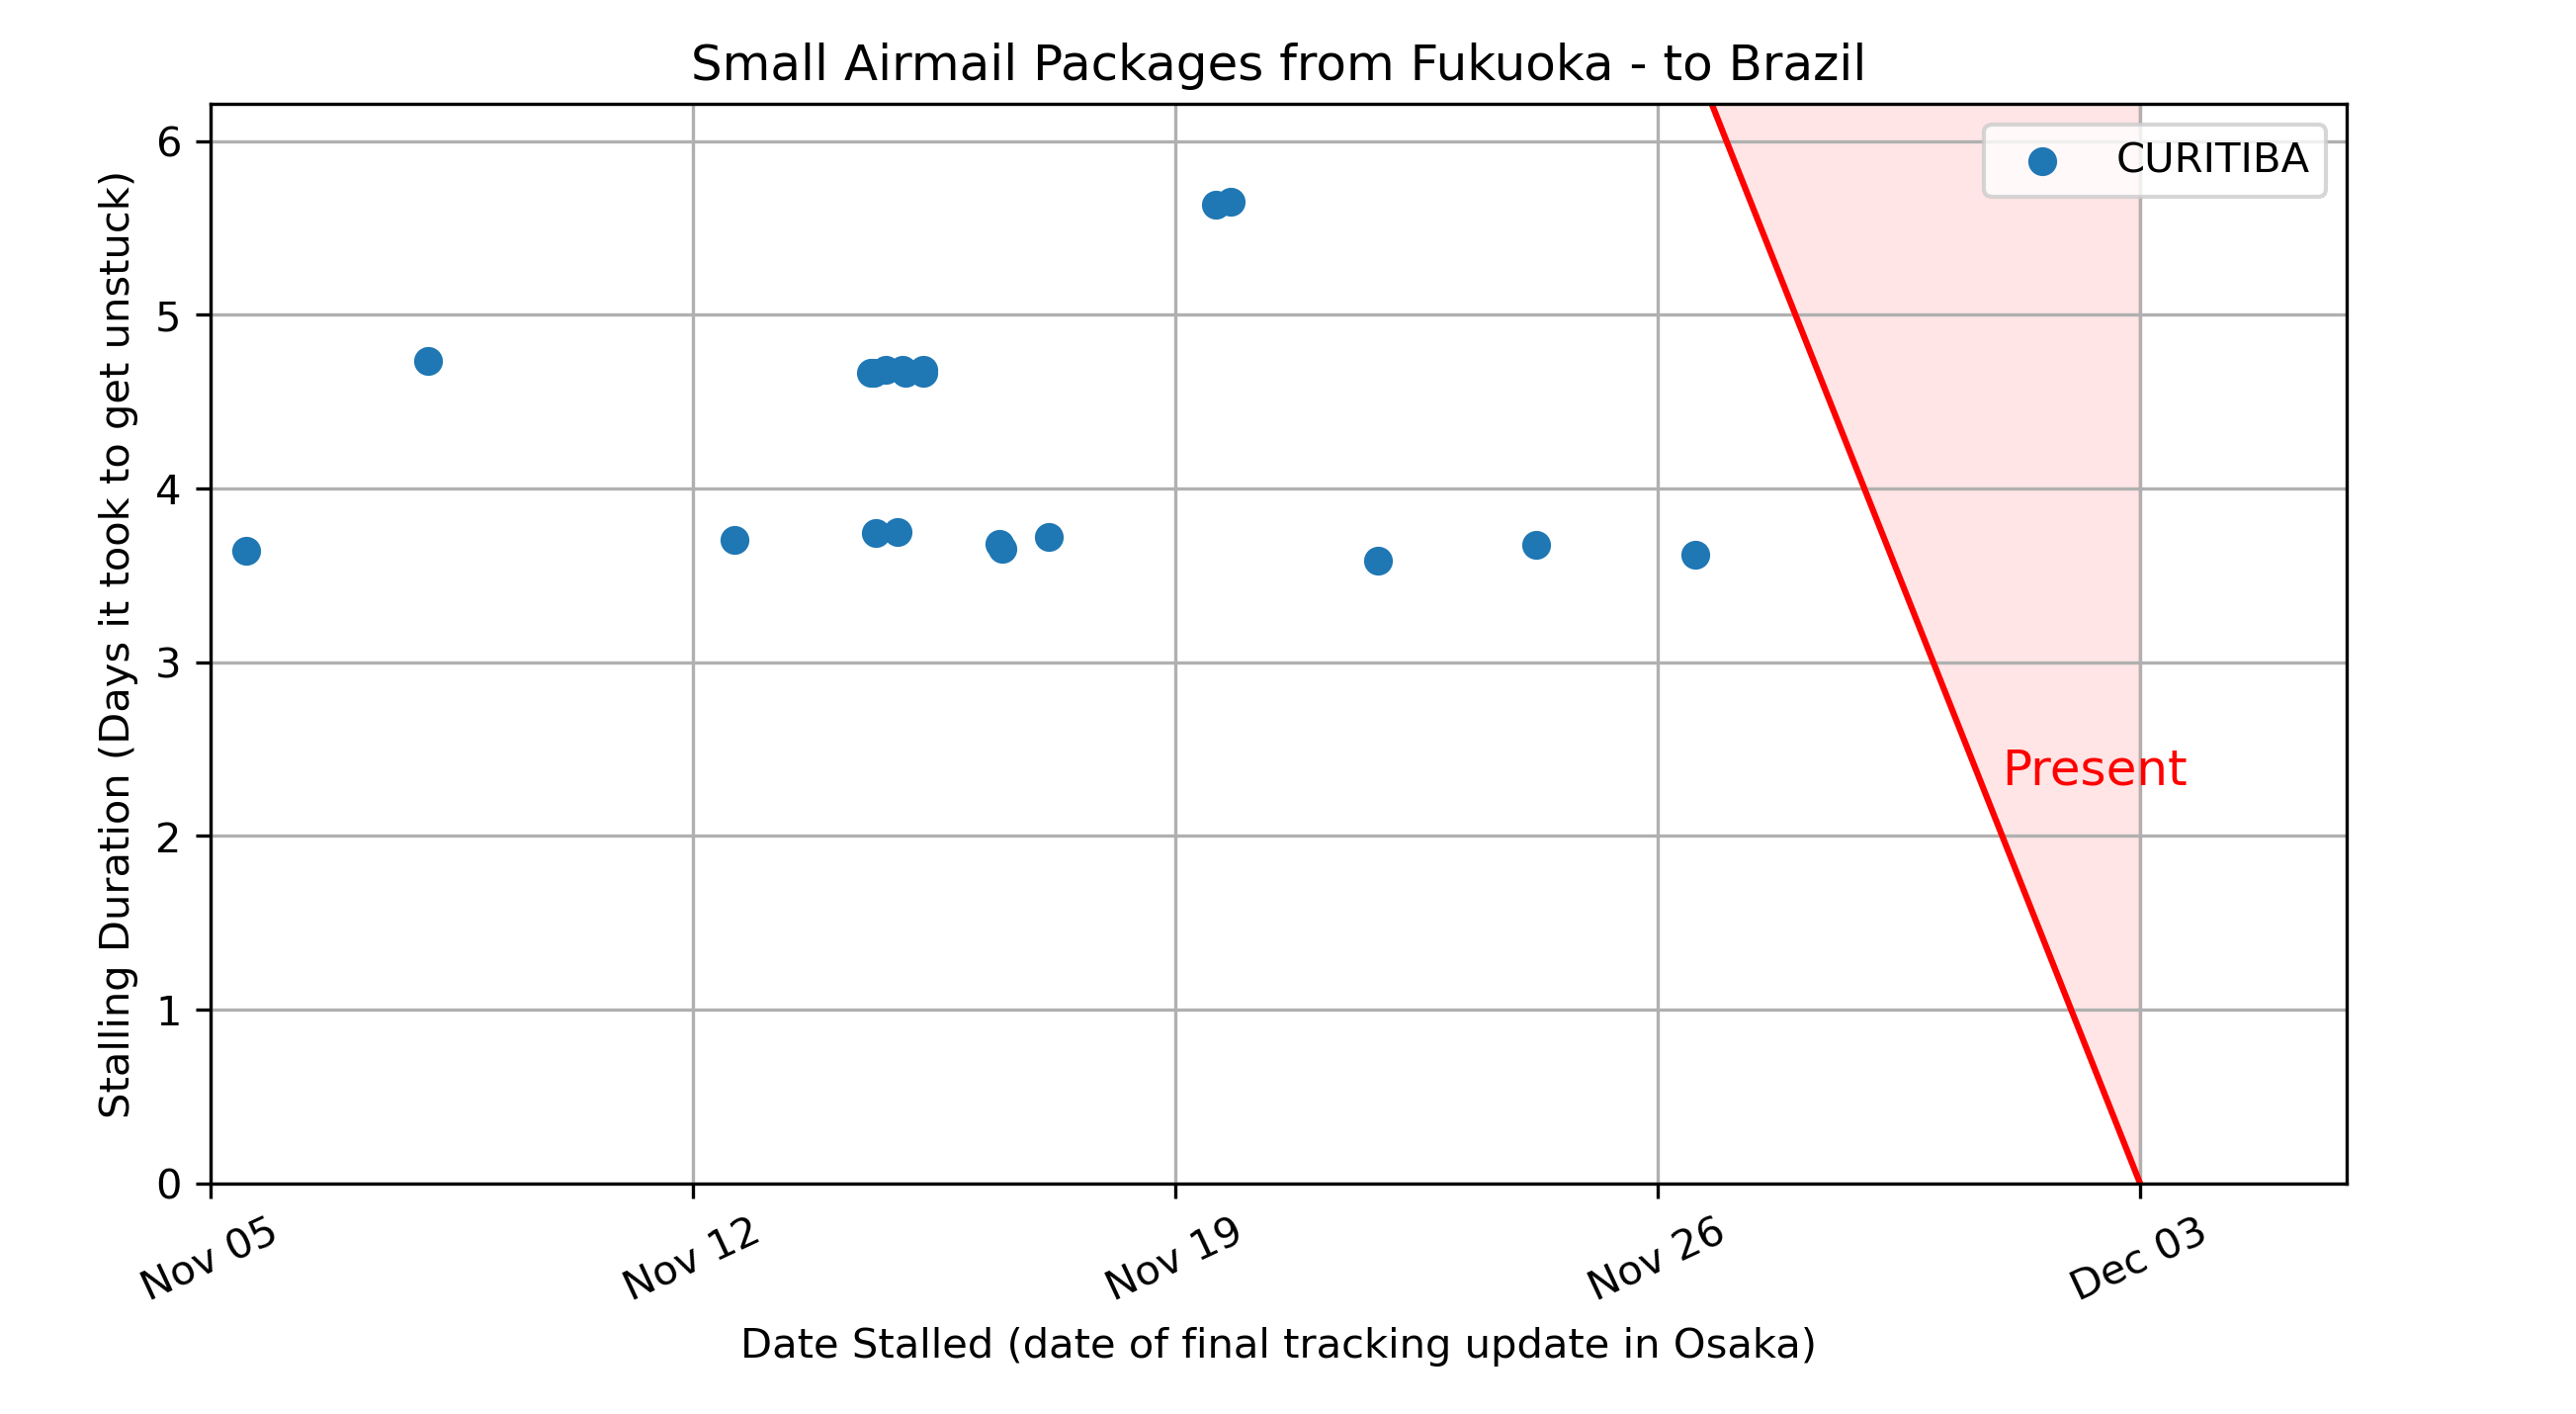 Small Airmail Packages from Fukuoka - to Brazil
CURITIBA
Stalling Duration (Days it took to get unstuck)
6
5
4
3
2
1
0
Present
Nov 05
Nov 12
Nov 19
Nov 26
Dec 03
Date Stalled (date of final tracking update in Osaka)